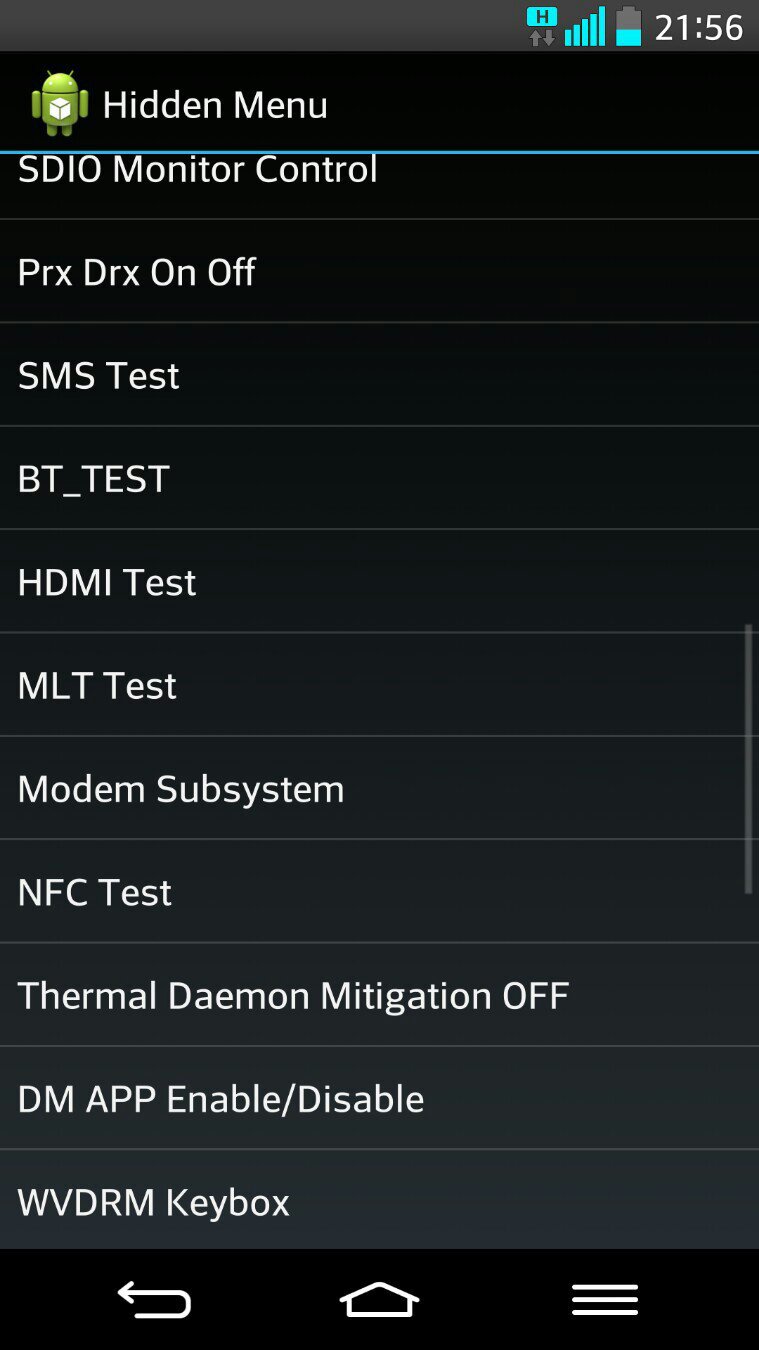 H
21:56
Hidden Menu
SDIO Monitor Control
Prx Drx On Off
SMS Test
BT_TEST
HDMI Test
MLT Test
Modem Subsystem
NFC Test
Thermal Daemon Mitigation OFF
DM APP Enable/Disable
WVDRM Keybox